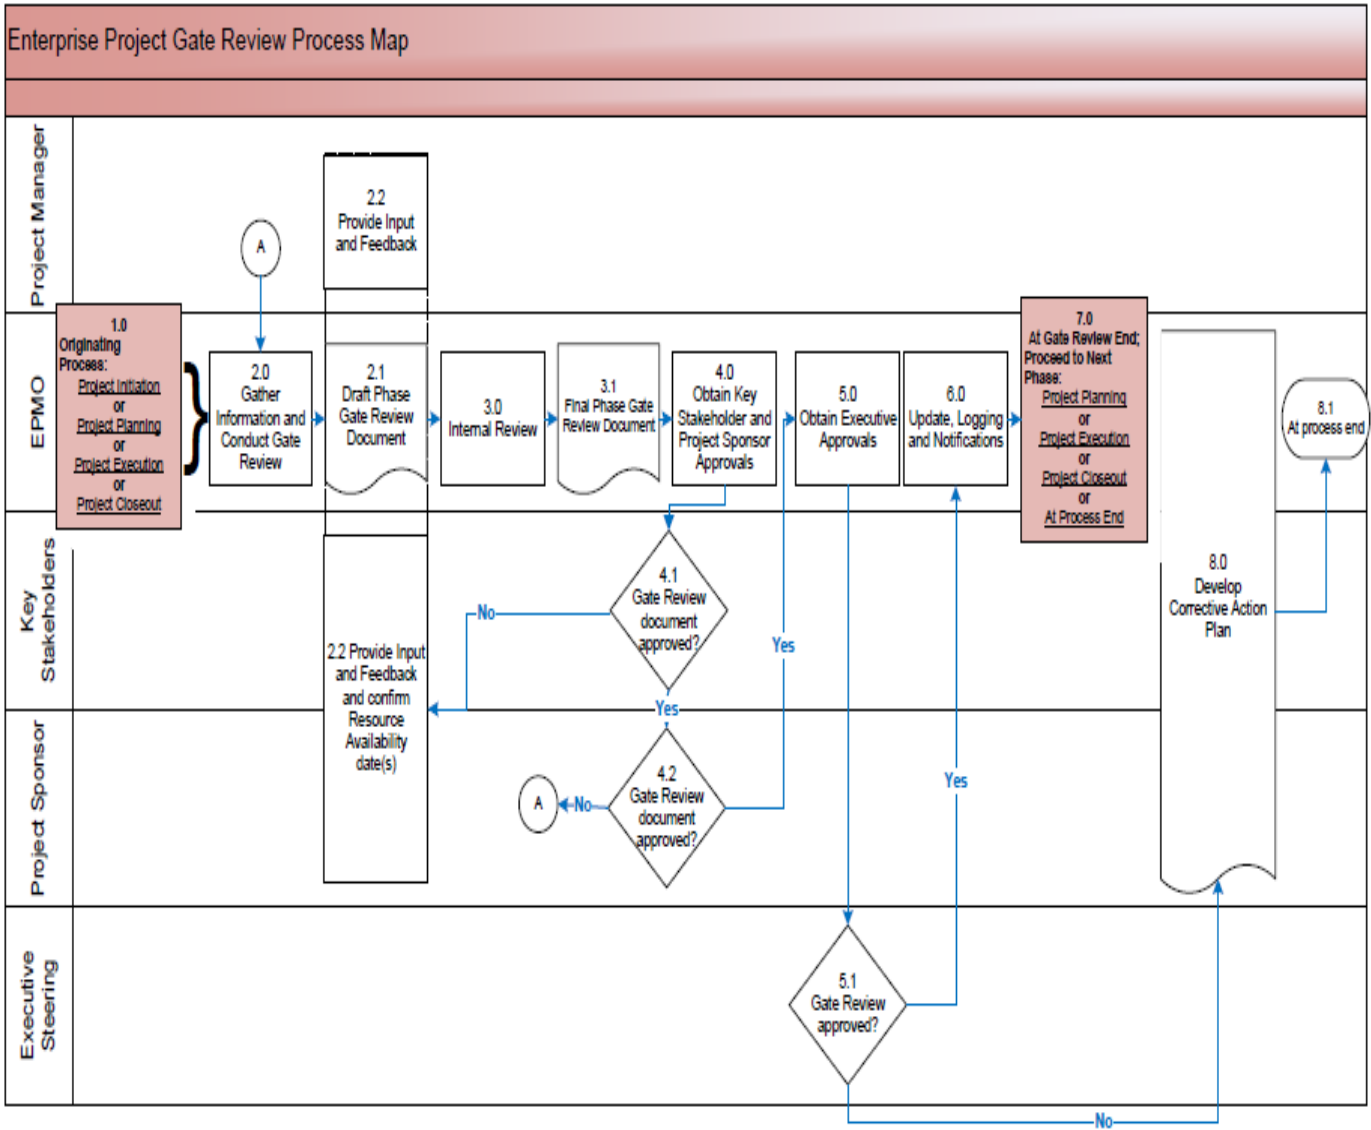 Enterprise Project Gate Review Process Map
Project Manager
2.2
Provide Input
and Feedback
A
EPMO
1.0
Originating
Process:
Project Initiation
or
Project Planning
or
Project Execution
or
Project Closeout
2.0
Gather
Information and
Conduct Gate
Review
2.1
Draft Phase
Gate Review
Document
3.0
Internal Review
3.1
Final Phase Gate
Review Document
4.0
Obtain Key
Stakeholder and
Project Sponsor
Approvals
5.0
Obtain Executive
Approvals
6.0
Update, Logging
and Notifications
7.0
At Gate Review End;
Proceed to Next
Phase:
Project Planning
or
Project Execution
or
Project Closeout
or
At Process End
8.1
At process end
Key
Stakeholders
4.1
Gate Review
document
approved?
No
Yes
Yes
2.2 Provide Input
and Feedback
and confirm
Resource
Availability
date(s)
8.0
Develop
Corrective Action
Plan
Project Sponsor
A
No
4.2
Gate Review
document
approved?
Yes
Executive
Steering
5.1
Gate Review
approved?
No